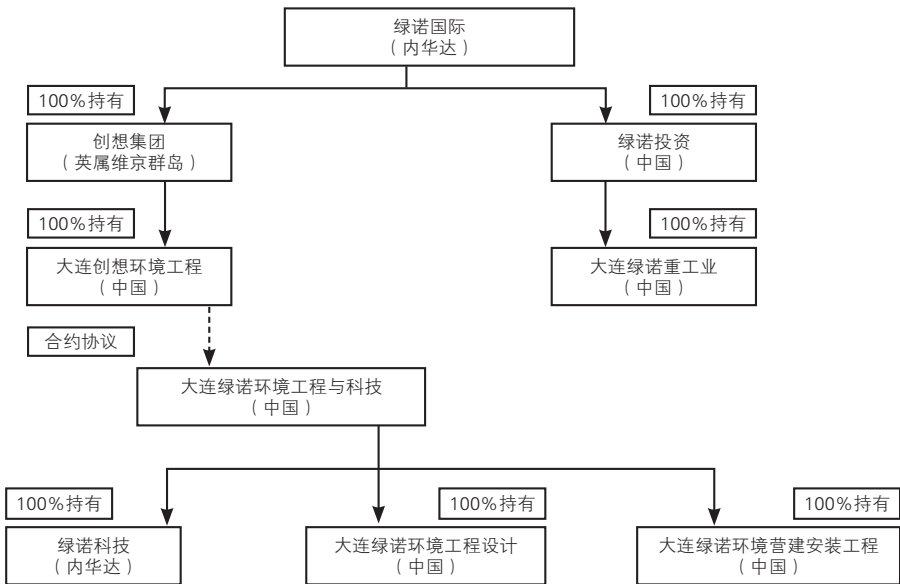 绿诺国际
（内华达）
100%持有
100%持有
创想集团
（英属维京群岛）
绿诺投资
（中国）
100%持有
100%持有
大连创想环境工程
（中国）
大连绿诺重工业
（中国）
合约协议
大连绿诺环境工程与科技
（中国）
100%持有
100%持有
100%持有
绿诺科技
（内华达）
大连绿诺环境工程设计
（中国）
大连绿诺环境营建安装工程
（中国）